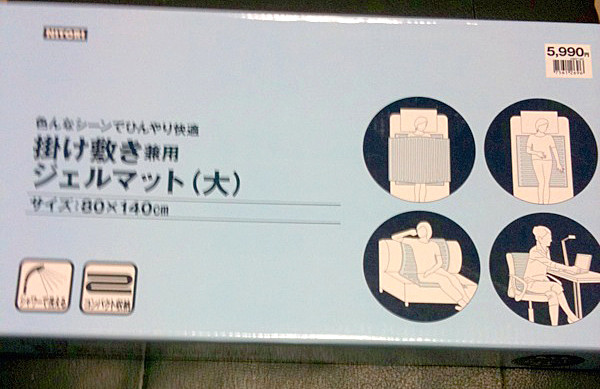 NITORI
5,990円
色んなシーンでひんやり快適
掛け敷き兼用
ジェルマット(大)
サイズ:80×140cm
シャワーで洗える
コンパクト収納